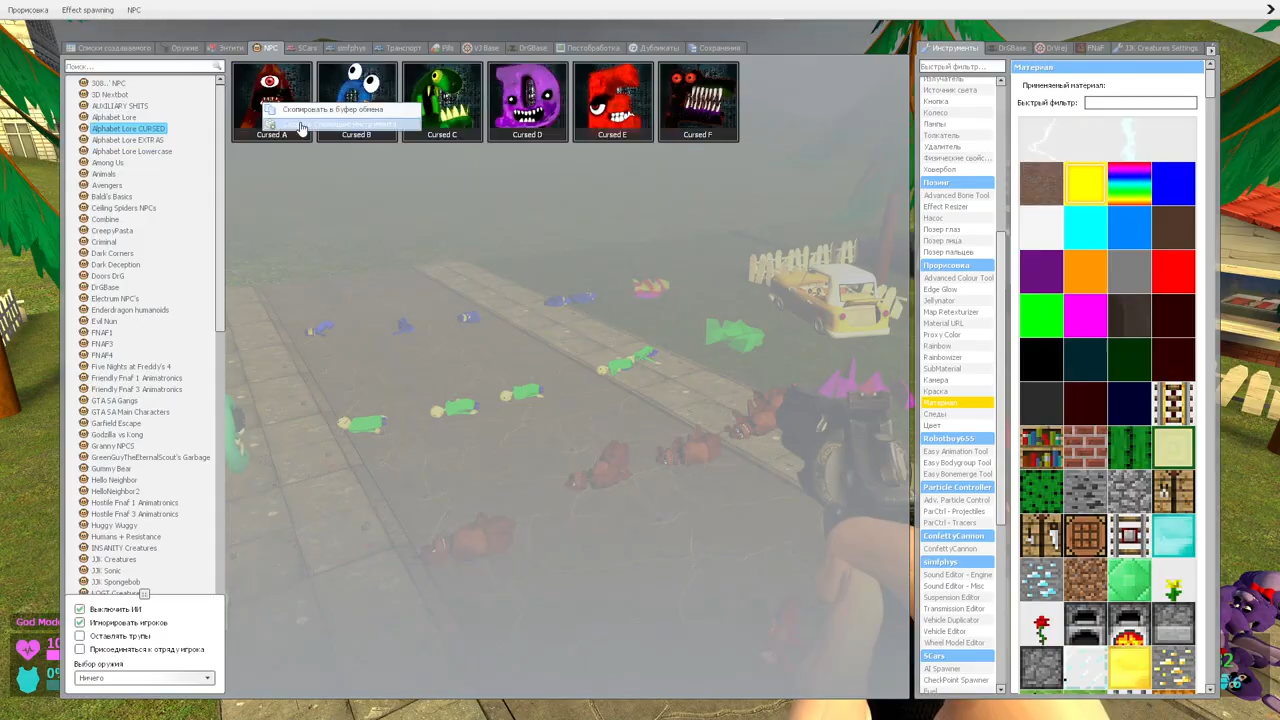 Прорисовка Effect spawning NPC
Списки создаваемого Оружие Энтити NPC SCars simfphys Транспорт Pills VJ Base DrGBase Постобработка Дубликаты Сохранения
Поиск...
3D Nextbot
AUXILIARY SHITS
Alphabet Lore
Alphabet Lore CURSED
Alphabet Lore EXTRAS
Alphabet Lore Lowercase
Among Us
Animals
Avengers
Baldi's Basics
Ceiling Spiders NPCs
Combine
CreepyPasta
Criminal
Dark Corners
Dark Deception
Doors DrG
DrGBase
Electrum NPC's
Enderdragon humanoids
Evil Nun
FNAF1
FNAF3
FNAF4
Five Nights at Freddy's 4
Friendly Fnaf 1 Animatronics
Friendly Fnaf 3 Animatronics
GTA SA Gangs
GTA SA Main Characters
Garfield Escape
Godzilla vs Kong
Granny NPCS
GreenGuyTheEternalScout's Garbage
Gummy Bear
Hello Neighbor
HelloNeighbor2
Hostile Fnaf 1 Animatronics
Hostile Fnaf 3 Animatronics
Huggy Wuggy
Humans + Resistance
INSANITY Creatures
JJK Creatures
JJK Sonic
JJK Spongebob
Выключить ИИ
Игнорировать игроков
Оставлять трупы
Присоединяться к отряду игрока
Выбор оружия
Ничего
God Mode
Копировать в буфер обмена
Cursed A Cursed B Cursed C Cursed D Cursed E Cursed F
Инструменты DrGBase DrVrej FNaF JJK Creatures Settings
Быстрый фильтр...
Излучатель
Источник света
Кнопка
Колесо
Лампы
Толкатель
Удалитель
Физические свойс...
Ховербол
Позинг
Advanced Bone Tool
Effect Resizer
Насос
Позер глаз
Позер лица
Позер пальцев
Прорисовка
Advanced Colour Tool
Edge Glow
Jellynator
Map Retexturizer
Material URL
Proxy Color
Rainbow
Rainbowizer
SubMaterial
Камера
Краска
Материал
Следы
Цвет
Robotboy655
Easy Animation Tool
Easy Bodygroup Tool
Easy Bonemerge Tool
Particle Controller
Adv. Particle Control
ParCtrl - Projectiles
ParCtrl - Tracers
ConfettyCannon
ConfettyCannon
simfphys
Sound Editor - Engine
Sound Editor - Misc
Suspension Editor
Transmission Editor
Vehicle Duplicator
Vehicle Editor
Wheel Model Editor
SCars
AI Spawner
CheckPoint Spawner
Fuel
Материал
Применяемый материал:
Быстрый фильтр: